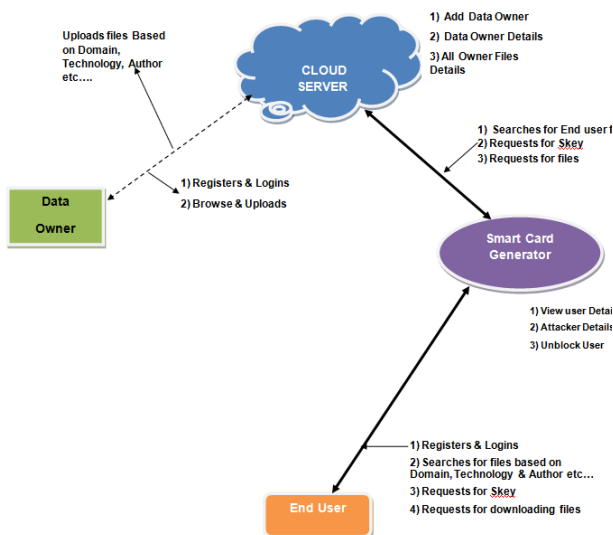 Uploads files Based
on Domain,
Technology, Author
etc….
CLOUD
SERVER
1) Add Data Owner
2) Data Owner Details
3) All Owner Files
Details
1) Searches for End user
2) Requests for Skey
3) Requests for files
1) Registers & Logins
2) Browse & Uploads
Data
Owner
Smart Card
Generator
1) View user
2) Attacker Details
3) Unblock User
1) Registers & Logins
2) Searches for files based on
Domain, Technology & Author etc…
3) Requests for Skey
4) Requests for downloading files
End User